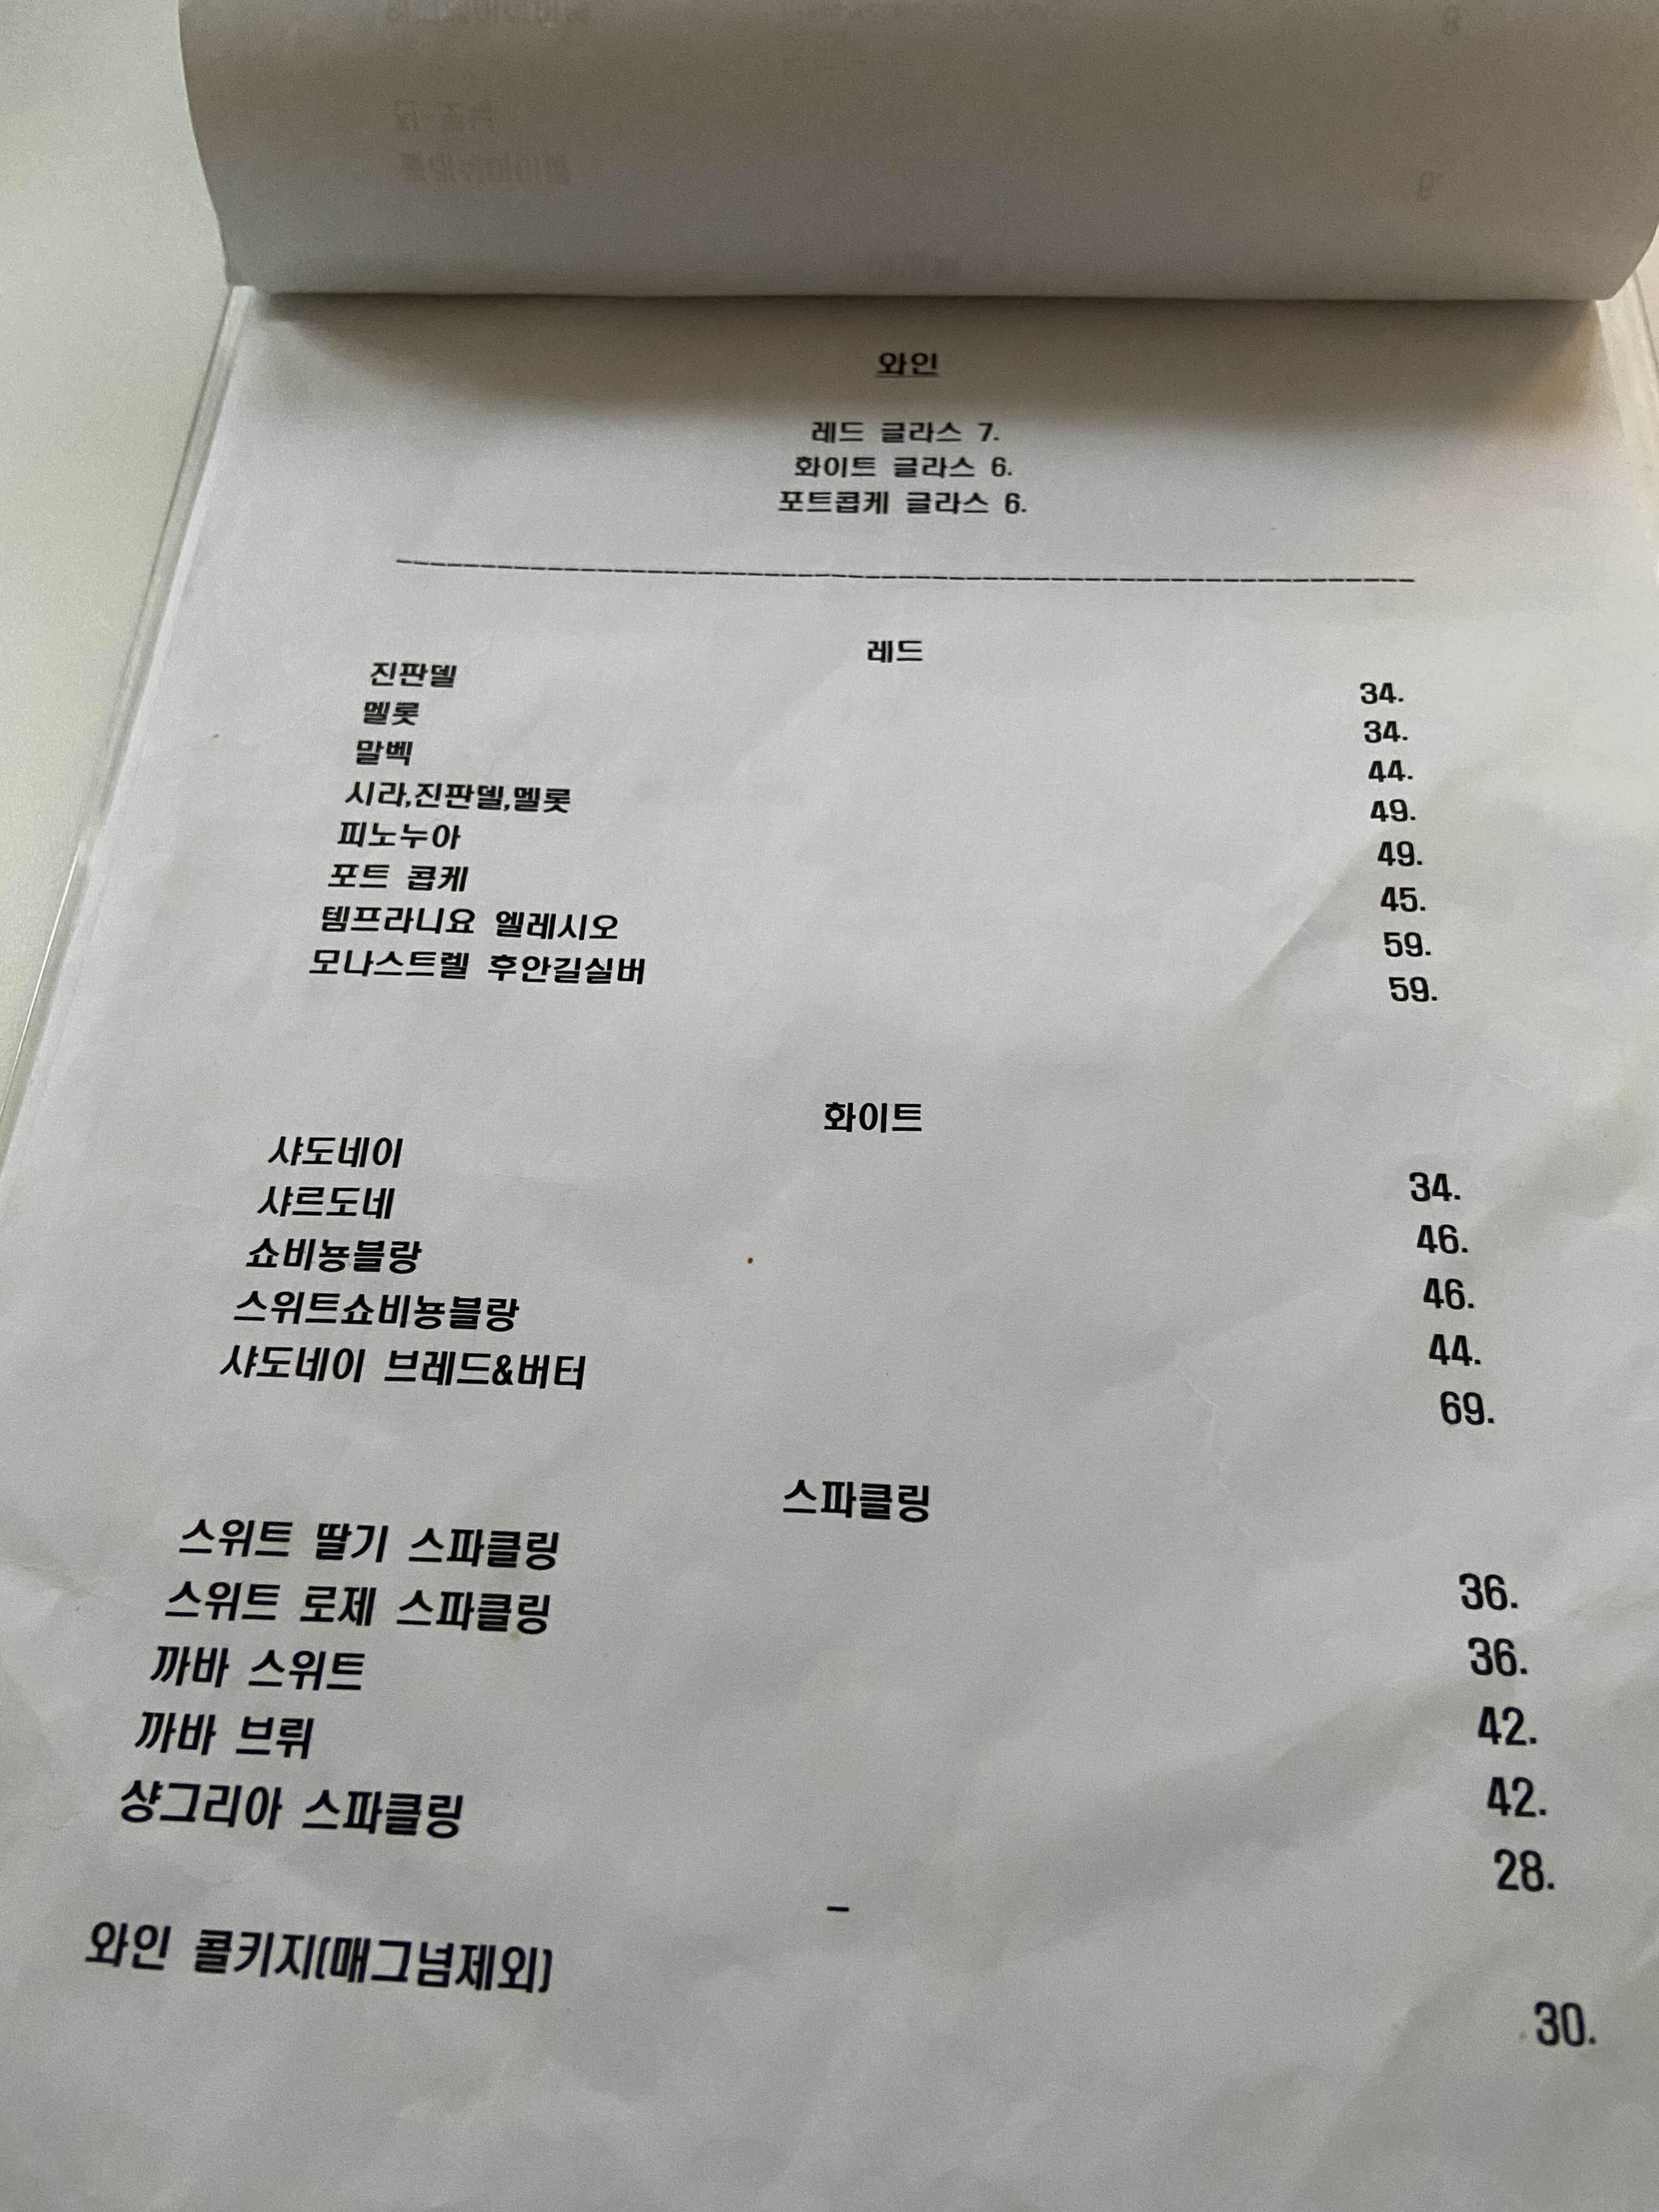 와인
레드 글라스 7.
화이트 글라스 6.
포트콥케 글라스 6.
레드
진판델 34.
멜롯 34.
말벡 44.
시라,진판델,멜롯 49.
피노누아 49.
포트 콥케 45.
템프라니요 엘레시오 59.
모나스트렐 후안길실버 59.
화이트
샤도네이 34.
샤르도네 46.
쇼비뇽블랑 46.
스위트쇼비뇽블랑 44.
샤도네이 브레드&버터 69.
스파클링
스위트 딸기 스파클링 36.
스위트 로제 스파클링 36.
까바 스위트 42.
까바 브뤼 42.
샹그리아 스파클링 28.
–
와인 콜키지(매그넘제외) 30.